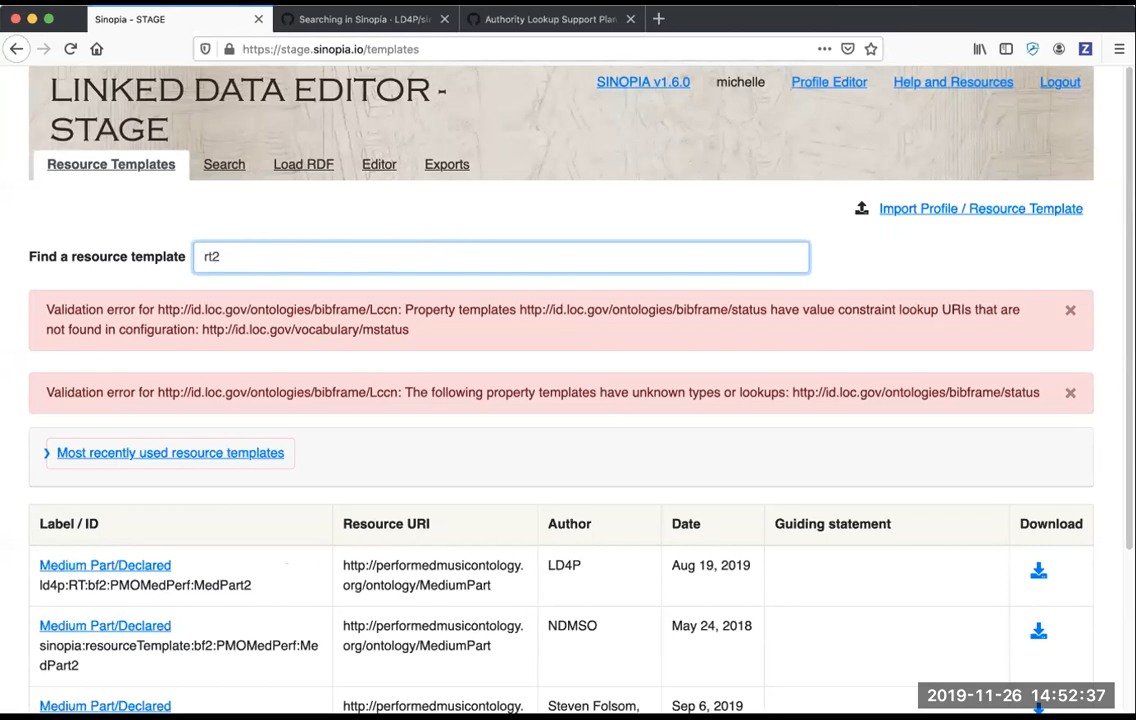 Sinopia - STAGE
Searching in Sinopia · LD4P/si
Authority Lookup Support Plan
https://stage.sinopia.io/templates
LINKED DATA EDITOR -
STAGE
SINOPIA v1.6.0
michelle
Profile Editor
Help and Resources
Logout
Resource Templates
Search
Load RDF
Editor
Exports
Import Profile / Resource Template
Find a resource template
rt2
Validation error for http://id.loc.gov/ontologies/bibframe/Lccn: Property templates http://id.loc.gov/ontologies/bibframe/status have value constraint lookup URIs that are
not found in configuration: http://id.loc.gov/vocabulary/mstatus
Validation error for http://id.loc.gov/ontologies/bibframe/Lccn: The following property templates have unknown types or lookups: http://id.loc.gov/ontologies/bibframe/status
Most recently used resource templates
Label / ID
Resource URI
Author
Date
Guiding statement
Download
Medium Part/Declared
ld4p:RT:bf2:PMOMedPerf:MedPart2
http://performedmusicontology.
org/ontology/MediumPart
LD4P
Aug 19, 2019
Medium Part/Declared
sinopia:resourceTemplate:bf2:PMOMedPerf:Me
dPart2
http://performedmusicontology.
org/ontology/MediumPart
NDMSO
May 24, 2018
Medium Part/Declared
http://performedmusicontology.
Steven Folsom,
Sep 6, 2019
2019-11-26 14:52:37